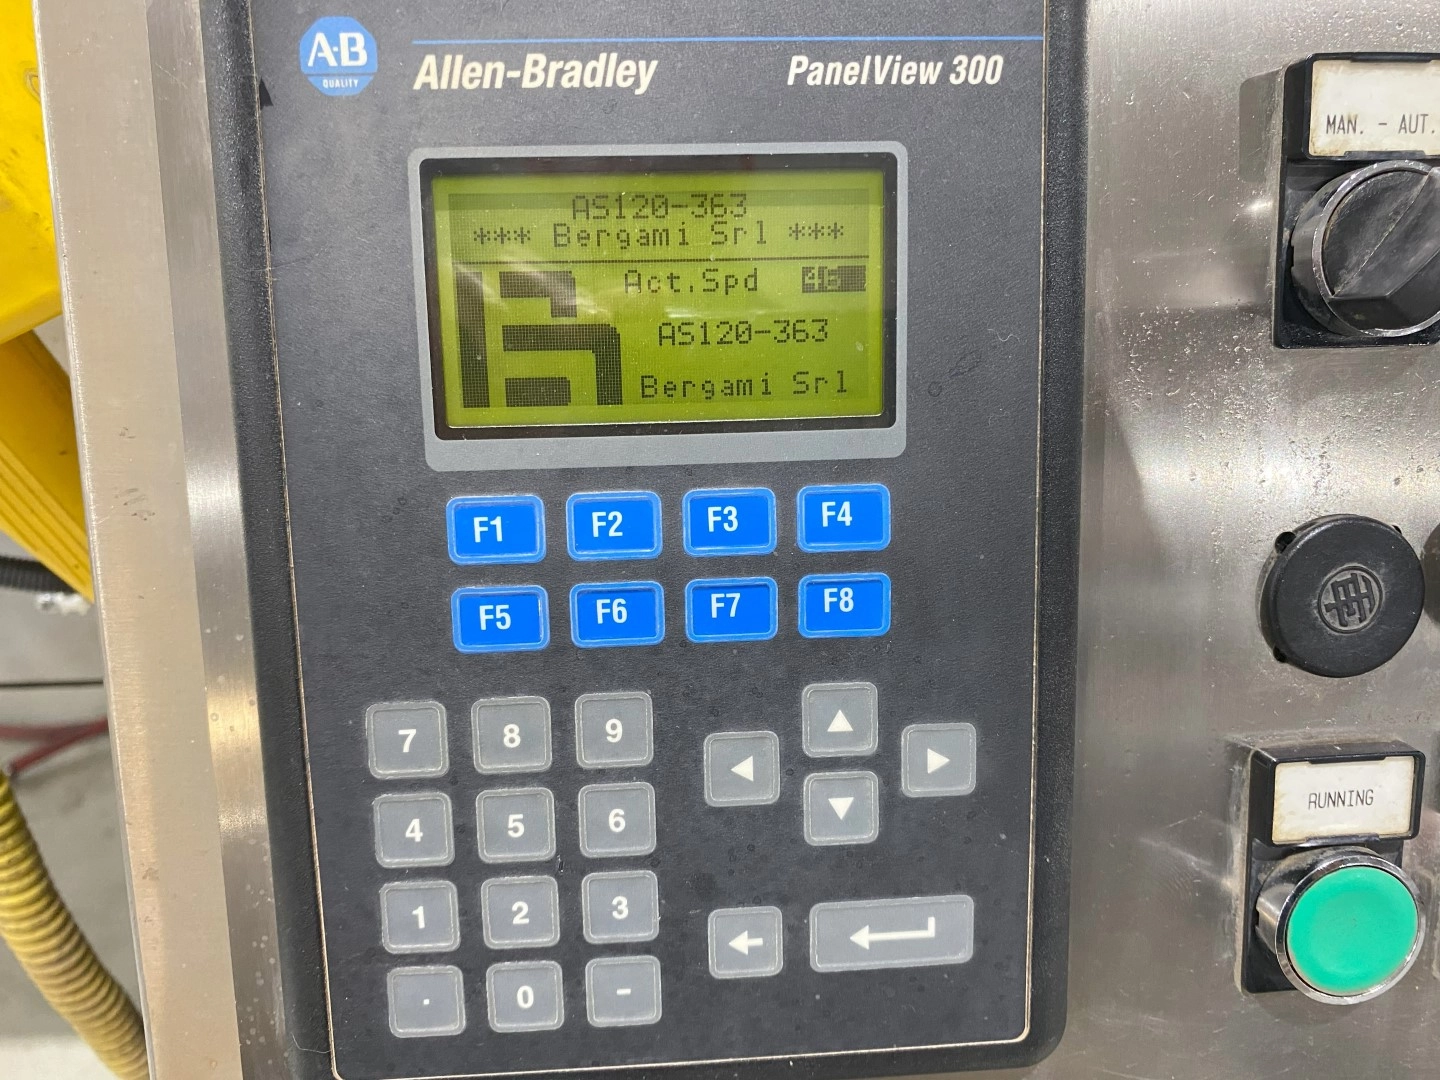 A·B
QUALITY
Allen-Bradley
PanelView 300
MAN. - AUT.
AS120-363
*** Bergami Srl ***
Act.Spd
AS120-363
Bergami Srl
F1 F2 F3 F4
F5 F6 F7 F8
7 8 9
4 5 6
1 2 3
. 0 -
RUNNING